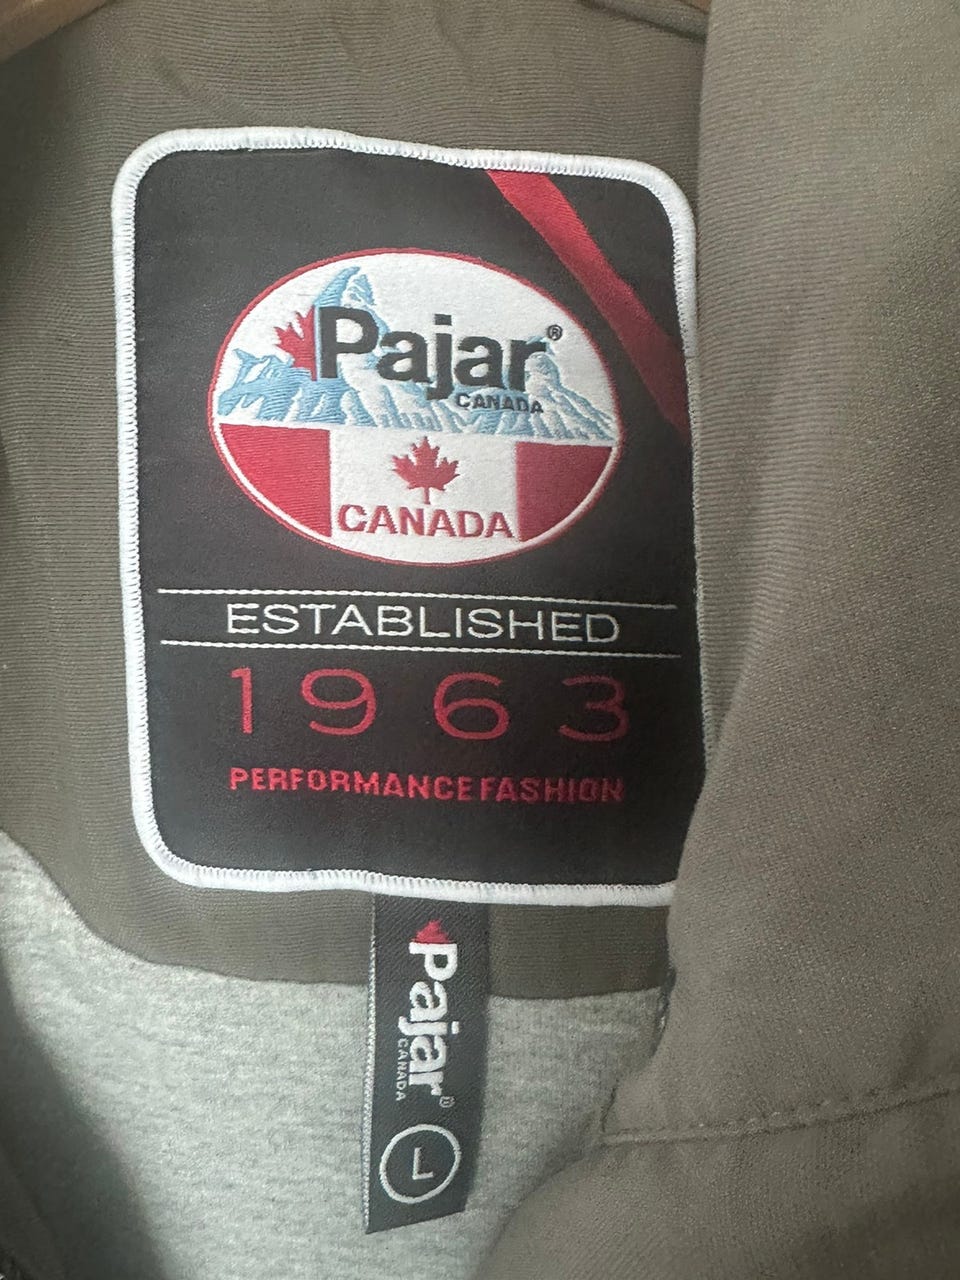 Pajar®
CANADA
CANADA
ESTABLISHED
1963
PERFORMANCE FASHION
Pajar®
CANADA
L